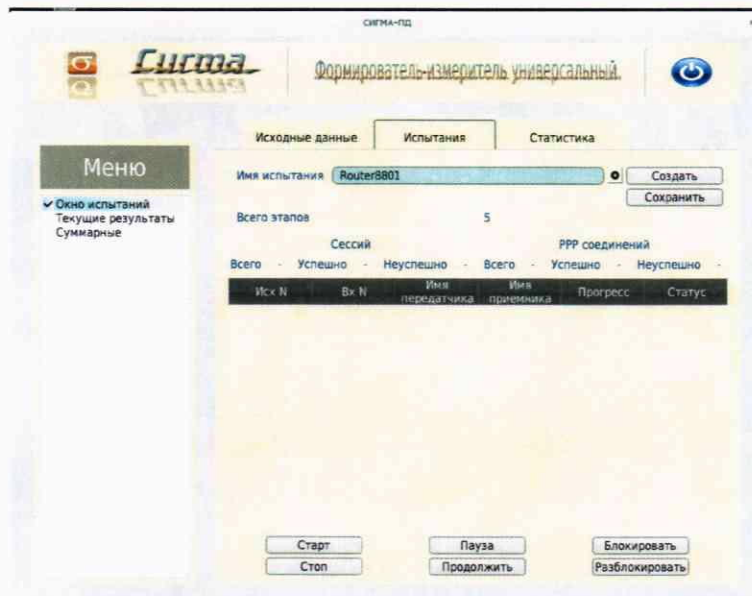 СИГМА-ПД
σ Сигма Формирователь-измеритель универсальный.
Исходные данные Испытания Статистика
Меню
Имя испытания Router8801 Создать
✔ Окно испытаний Сохранить
Текущие результаты
Всего этапов 5
Суммарные
Сессий PPP соединений
Всего - Успешно - Неуспешно - Всего - Успешно - Неуспешно -
Исх N Вх N Имя передатчика Имя приемника Прогресс Статус
Старт Пауза Блокировать
Стоп Продолжить Разблокировать